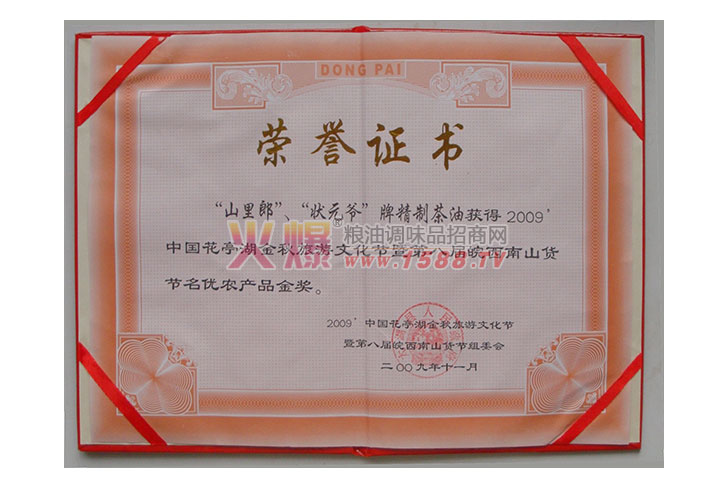 DONG PAI
荣誉证书
“山里郎”、“状元爷”牌精制茶油获得2009’
火爆®粮油调味品招商网
www.1588.TV
中国花亭湖金秋旅游文化节暨第八届皖西南山货
节名优农产品金奖。
2009’中国花亭湖金秋旅游文化节
暨第八届皖西南山货节组委会
二〇〇九年十一月